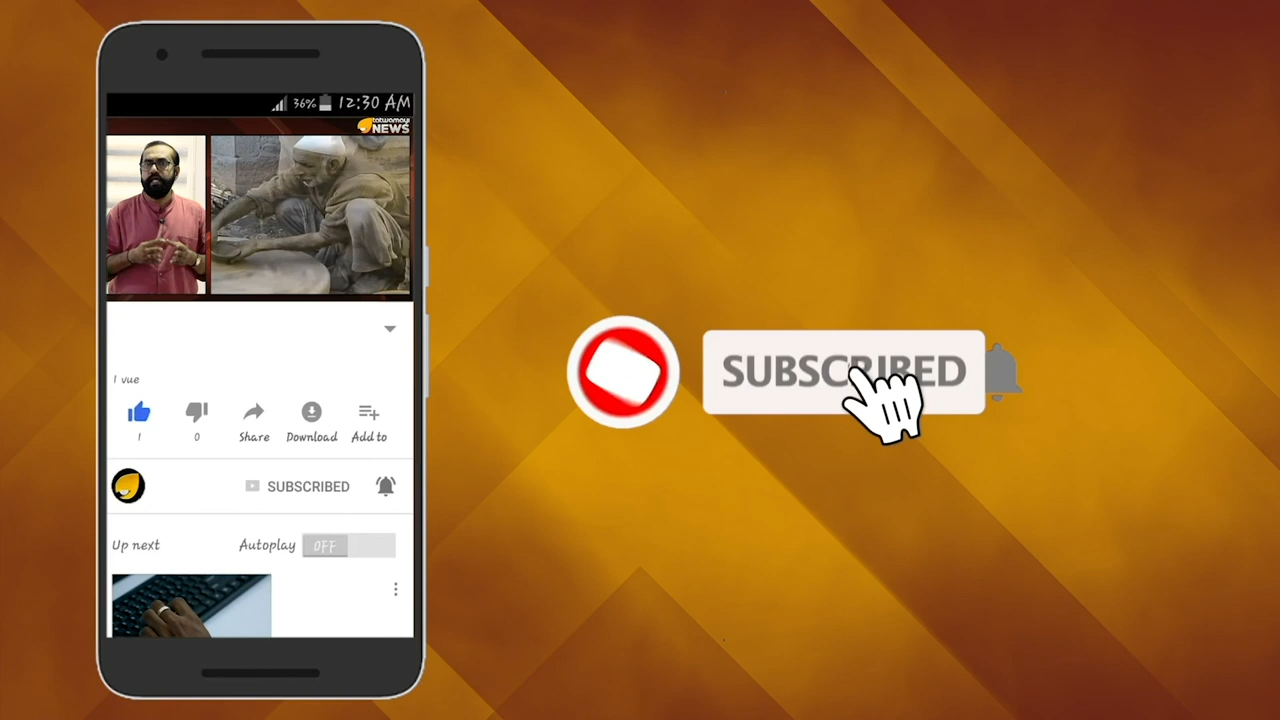 36% 12:30 AM
tatwamayi
NEWS
1 vue
1
0
Share
Download
Add to
SUBSCRIBED
Up next
Autoplay
OFF
SUBSCRIBED